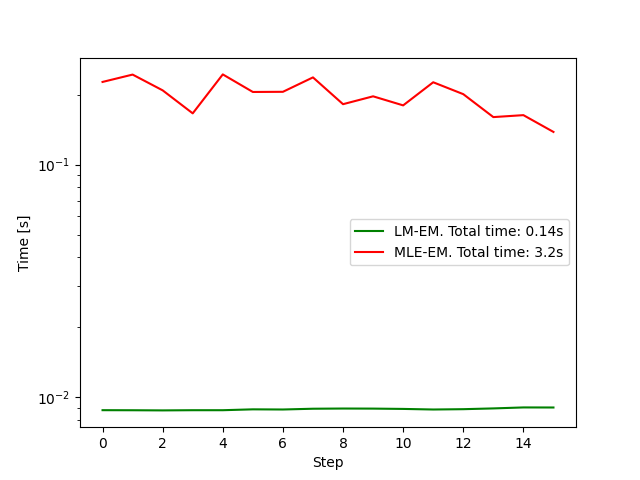 10⁻¹
10⁻²
Time [s]
LM-EM. Total time: 0.14s
MLE-EM. Total time: 3.2s
0 2 4 6 8 10 12 14
Step